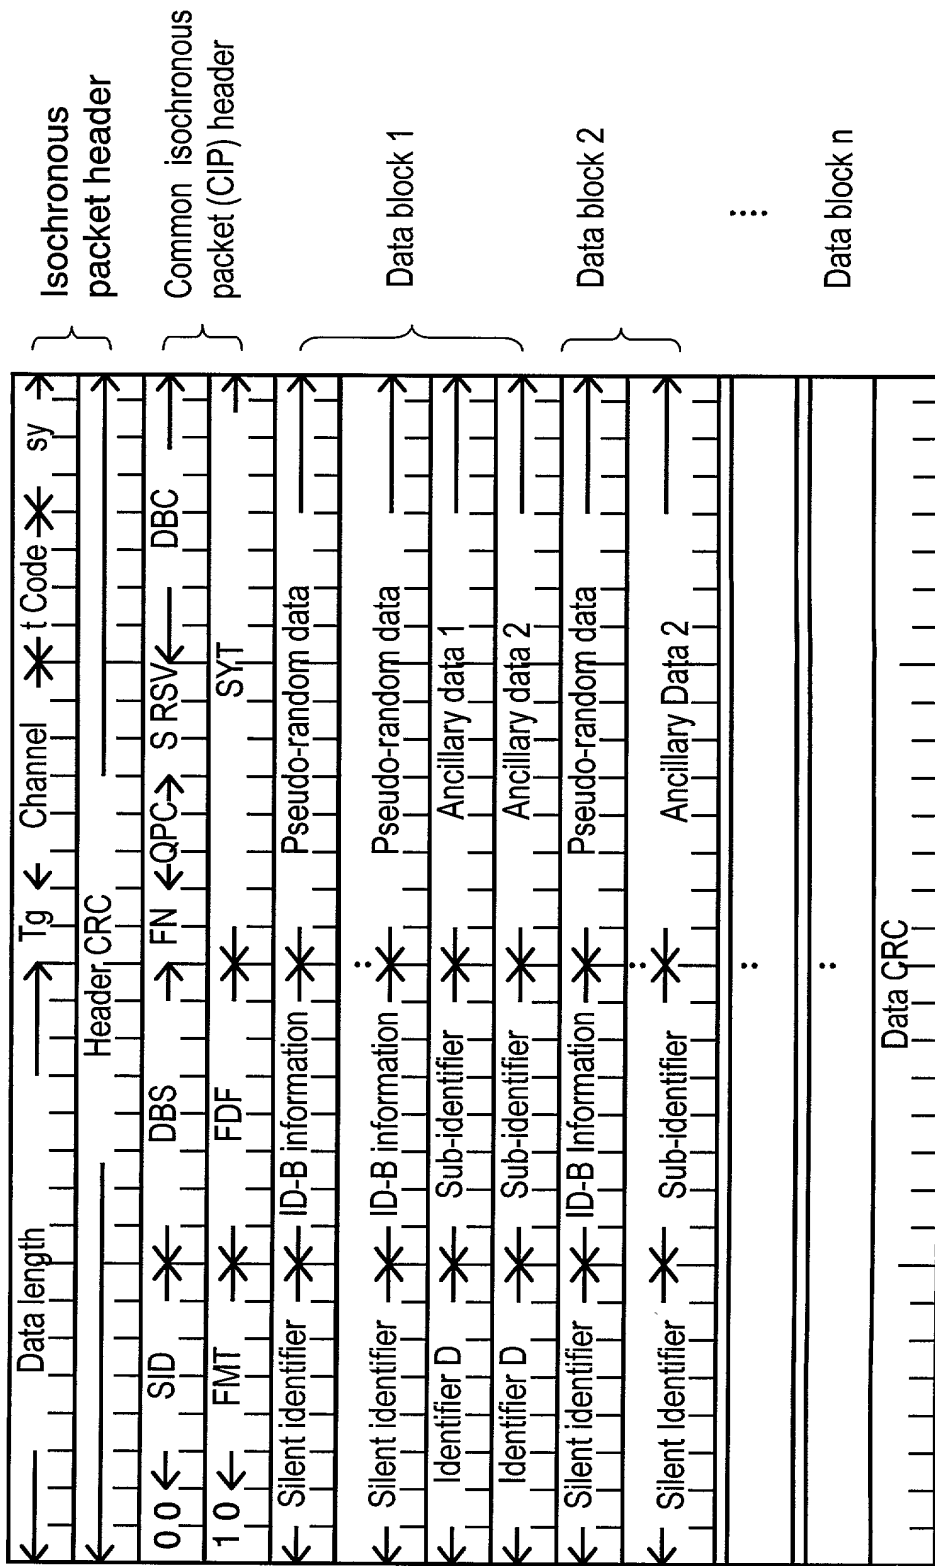 Data length Tg Channel t Code sy
Isochronous
packet header
Header CRC
0 0 SID DBS FN QPC S RSV DBC
Common isochronous
packet (CIP) header
1 0 FMT FDF SYT
Silent identifier ID-B information Pseudo-random data
Silent identifier ID-B information Pseudo-random data
Data block 1
Identifier D Sub-identifier Ancillary data 1
Identifier D Sub-identifier Ancillary data 2
Silent identifier ID-B Information Pseudo-random data
Data block 2
Silent Identifier Sub-identifier Ancillary Data 2
Data block n
Data CRC